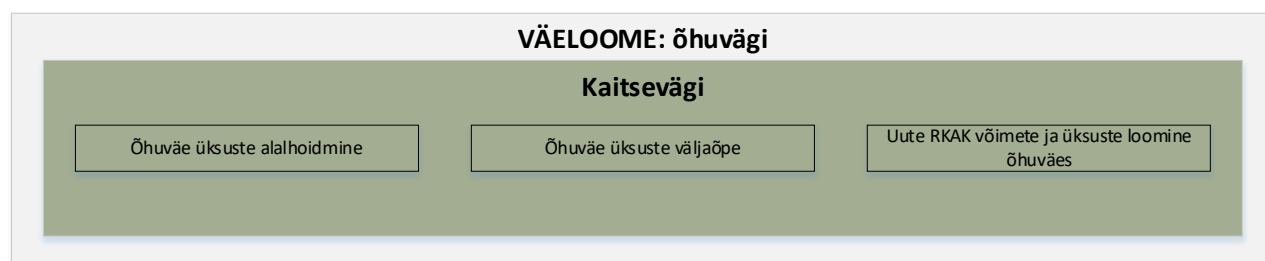 VÄELOOME: õhuvägi
Kaitsevägi
Õhuväe üksuste alalhoidmine
Õhuväe üksuste väljaõpe
Uute RKAK võimete ja üksuste loomine
õhuväes